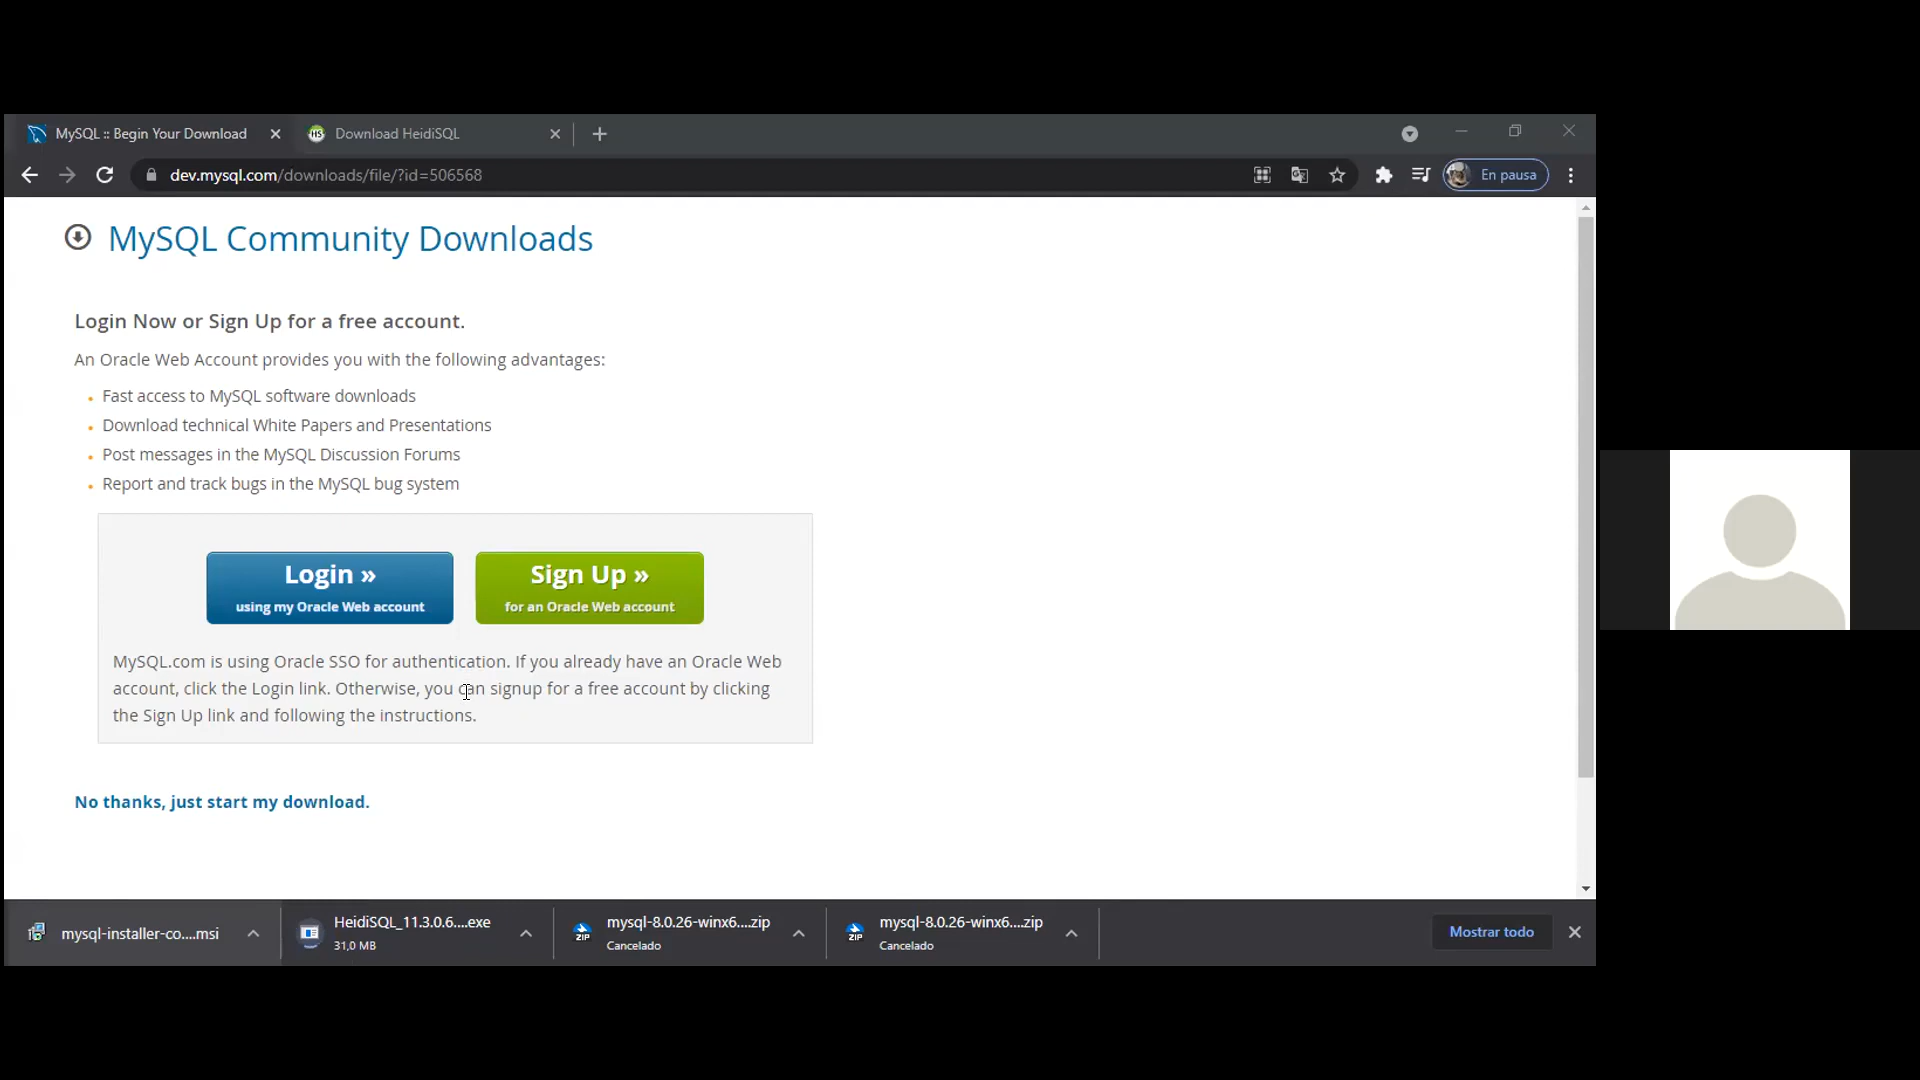 MySQL :: Begin Your Download
Download HeidiSQL
dev.mysql.com/downloads/file/?id=506568
En pausa
MySQL Community Downloads
Login Now or Sign Up for a free account.
An Oracle Web Account provides you with the following advantages:
Fast access to MySQL software downloads
Download technical White Papers and Presentations
Post messages in the MySQL Discussion Forums
Report and track bugs in the MySQL bug system
Login »
using my Oracle Web account
Sign Up »
for an Oracle Web account
MySQL.com is using Oracle SSO for authentication. If you already have an Oracle Web
account, click the Login link. Otherwise, you can signup for a free account by clicking
the Sign Up link and following the instructions.
No thanks, just start my download.
mysql-installer-co....msi
HeidiSQL_11.3.0.6....exe
31,0 MB
mysql-8.0.26-winx6....zip
Cancelado
mysql-8.0.26-winx6....zip
Cancelado
Mostrar todo
HS
ZIP
ZIP